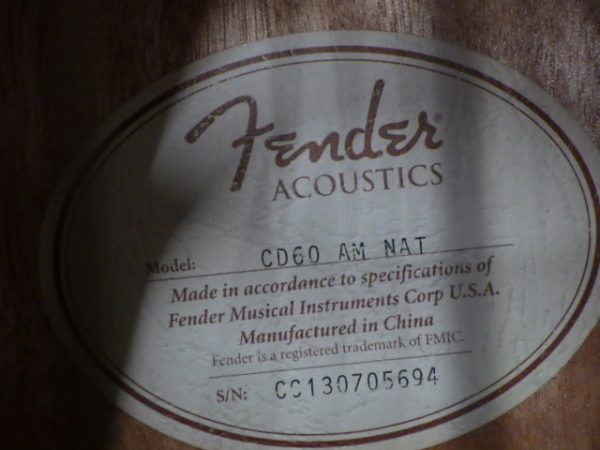 Fender®
ACOUSTICS
Model: CD60 AM NAT
Made in accordance to specifications of
Fender Musical Instruments Corp U.S.A.
Manufactured in China
Fender is a registered trademark of FMIC.
S/N: CC130705694